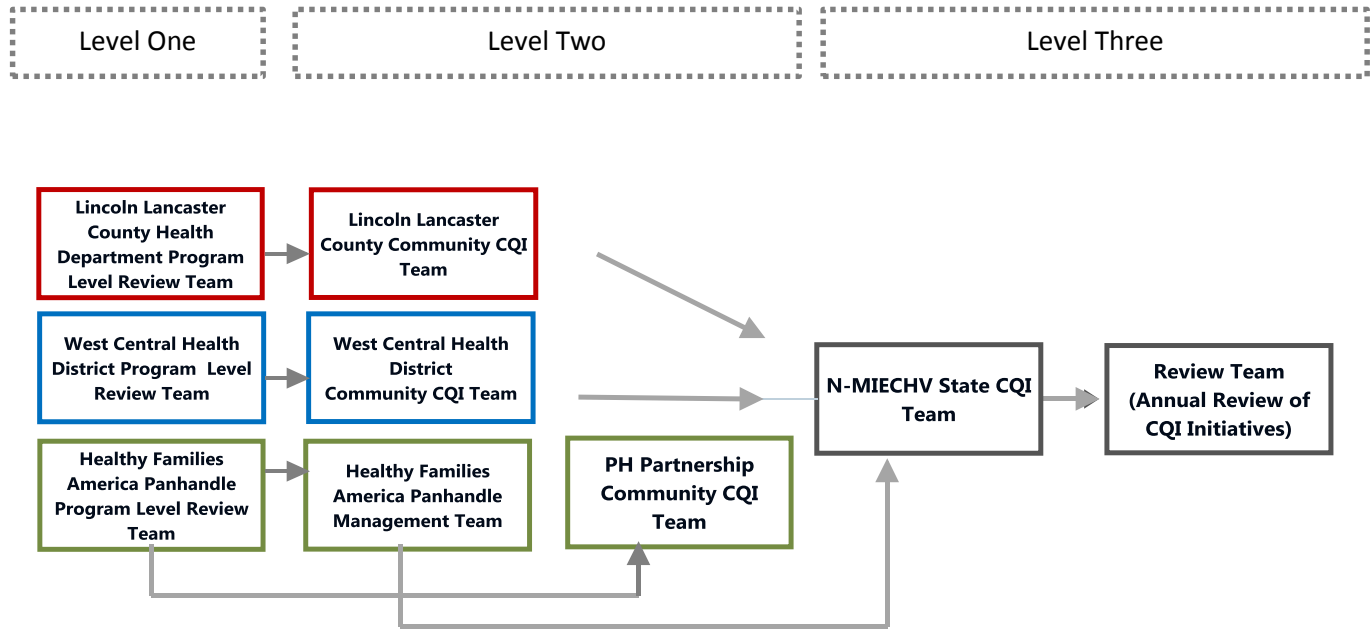 Level One
Level Two
Level Three
Lincoln Lancaster
County Health
Department Program
Level Review Team
Lincoln Lancaster
County Community CQI
Team
West Central Health
District Program Level
Review Team
West Central Health
District
Community CQI Team
Healthy Families
America Panhandle
Program Level Review
Team
Healthy Families
America Panhandle
Management Team
PH Partnership
Community CQI
Team
N-MIECHV State CQI
Team
Review Team
(Annual Review of
CQI Initiatives)